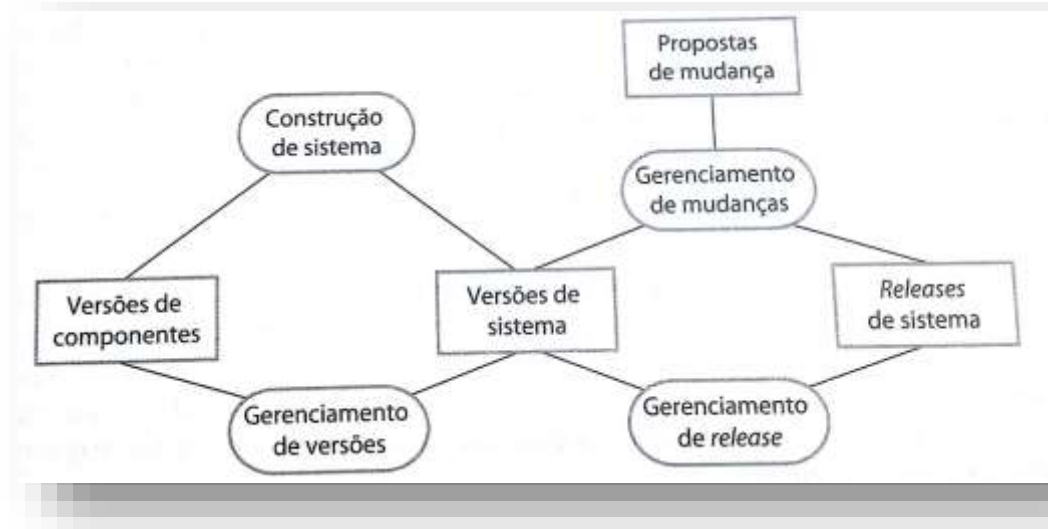 Propostas
de mudança
Construção
de sistema
Gerenciamento
de mudanças
Versões de
componentes
Versões de
sistema
Releases
de sistema
Gerenciamento
de versões
Gerenciamento
de release